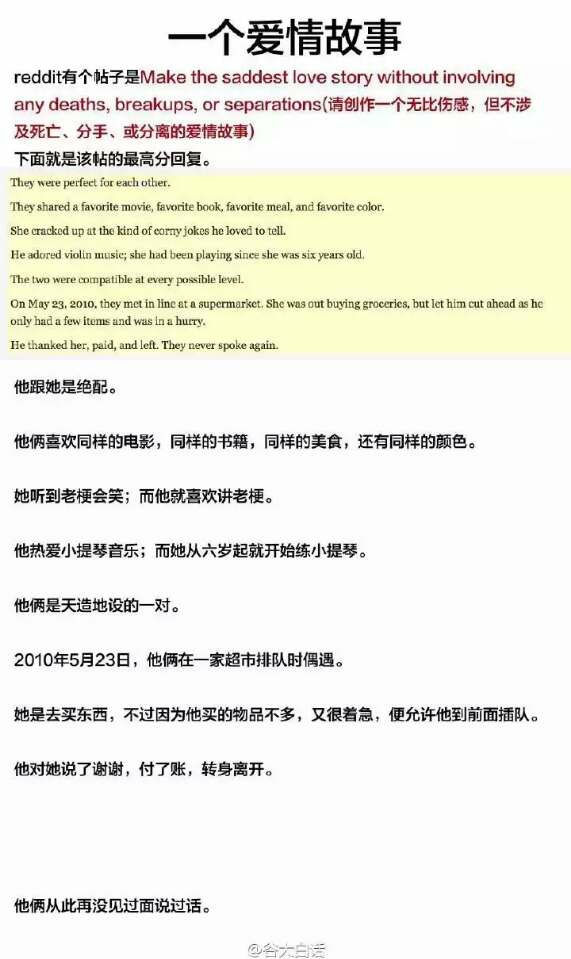 一个爱情故事
reddit有个帖子是Make the saddest love story without involving
any deaths, breakups, or separations(请创作一个无比伤感，但不涉
及死亡、分手、或分离的爱情故事)
下面就是该帖的最高分回复。
They were perfect for each other.
They shared a favorite movie, favorite book, favorite meal, and favorite color.
She cracked up at the kind of corny jokes he loved to tell.
He adored violin music; she had been playing since she was six years old.
The two were compatible at every possible level.
On May 23, 2010, they met in line at a supermarket. She was out buying groceries, but let him cut ahead as he
only had a few items and was in a hurry.
He thanked her, paid, and left. They never spoke again.
他跟她是绝配。
他俩喜欢同样的电影，同样的书籍，同样的美食，还有同样的颜色。
她听到老梗会笑；而他就喜欢讲老梗。
他热爱小提琴音乐；而她从六岁起就开始练小提琴。
他俩是天造地设的一对。
2010年5月23日，他俩在一家超市排队时偶遇。
她是去买东西，不过因为他买的物品不多，又很着急，便允许他到前面插队。
他对她说了谢谢，付了账，转身离开。
他俩从此再没见过面说过话。
@谷大白话